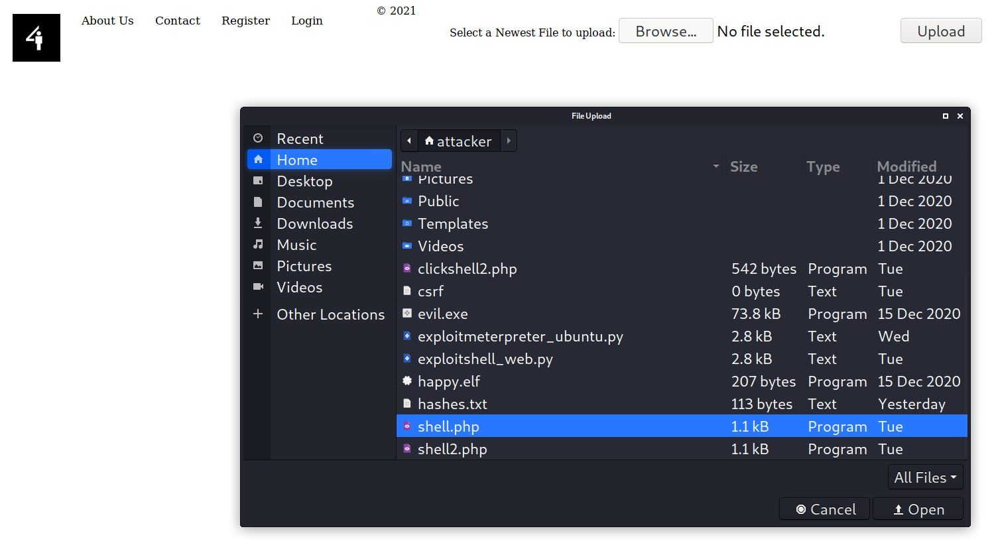 About Us Contact Register Login
© 2021
Select a Newest File to upload: Browse... No file selected. Upload
File Upload
Recent
Home
Desktop
Documents
Downloads
Music
Pictures
Videos
Other Locations
attacker
Name Size Type Modified
Pictures 1 Dec 2020
Public 1 Dec 2020
Templates 1 Dec 2020
Videos 1 Dec 2020
clickshell2.php 542 bytes Program Tue
csrf 0 bytes Text Tue
evil.exe 73.8 kB Program 15 Dec 2020
exploitmeterpreter_ubuntu.py 2.8 kB Text Wed
exploitshell_web.py 2.8 kB Text Tue
happy.elf 207 bytes Program 15 Dec 2020
hashes.txt 113 bytes Text Yesterday
shell.php 1.1 kB Program Tue
shell2.php 1.1 kB Program Tue
All Files
Cancel Open